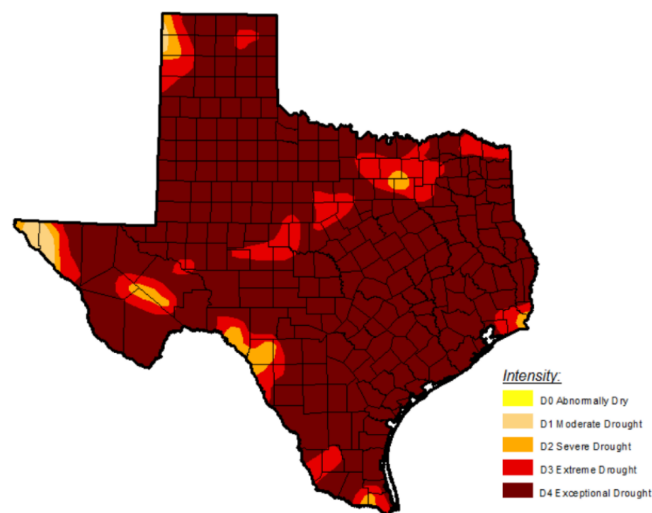 Intensity:
D0 Abnormally Dry
D1 Moderate Drought
D2 Severe Drought
D3 Extreme Drought
D4 Exceptional Drought